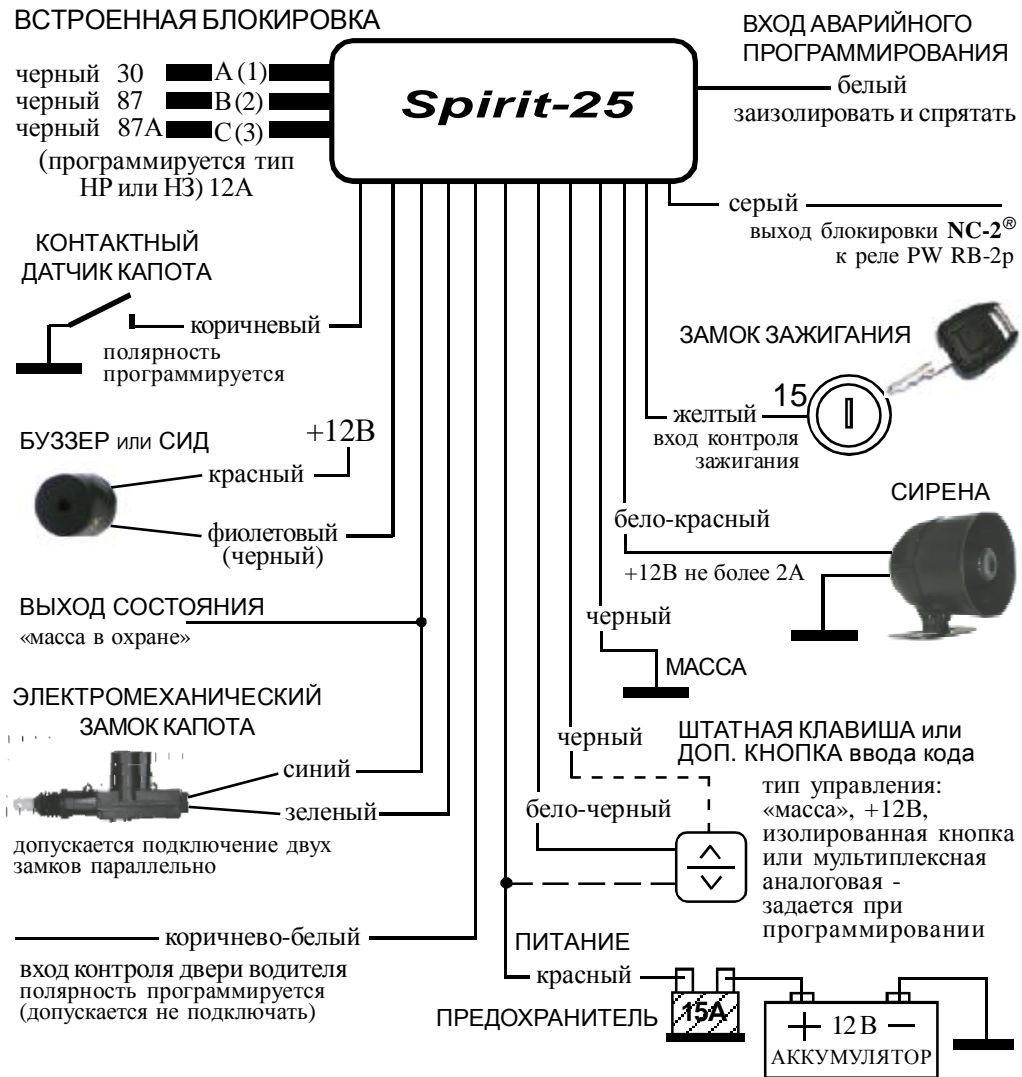 ВСТРОЕННАЯ БЛОКИРОВКА
черный 30 А (1)
черный 87 В (2)
черный 87А С (3)
(программируется тип
НР или НЗ) 12А
Spirit-25
ВХОД АВАРИЙНОГО
ПРОГРАММИРОВАНИЯ
белый
заизолировать и спрятать
серый
выход блокировки NC-2®
к реле PW RB-2p
КОНТАКТНЫЙ
ДАТЧИК КАПОТА
коричневый
полярность
программируется
ЗАМОК ЗАЖИГАНИЯ
15
желтый
вход контроля
зажигания
БУЗЗЕР или СИД
+12В
красный
фиолетовый
(черный)
СИРЕНА
бело-красный
+12В не более 2А
ВЫХОД СОСТОЯНИЯ
«масса в охране»
черный
МАССА
ЭЛЕКТРОМЕХАНИЧЕСКИЙ
ЗАМОК КАПОТА
синий
зеленый
допускается подключение двух
замков параллельно
черный
бело-черный
ШТАТНАЯ КЛАВИША или
ДОП. КНОПКА ввода кода
тип управления:
«масса», +12В,
изолированная кнопка
или мультиплексная
аналоговая -
задается при
программировании
коричнево-белый
вход контроля двери водителя
полярность программируется
(допускается не подключать)
ПИТАНИЕ
красный
ПРЕДОХРАНИТЕЛЬ
15А
+ 12В −
АККУМУЛЯТОР